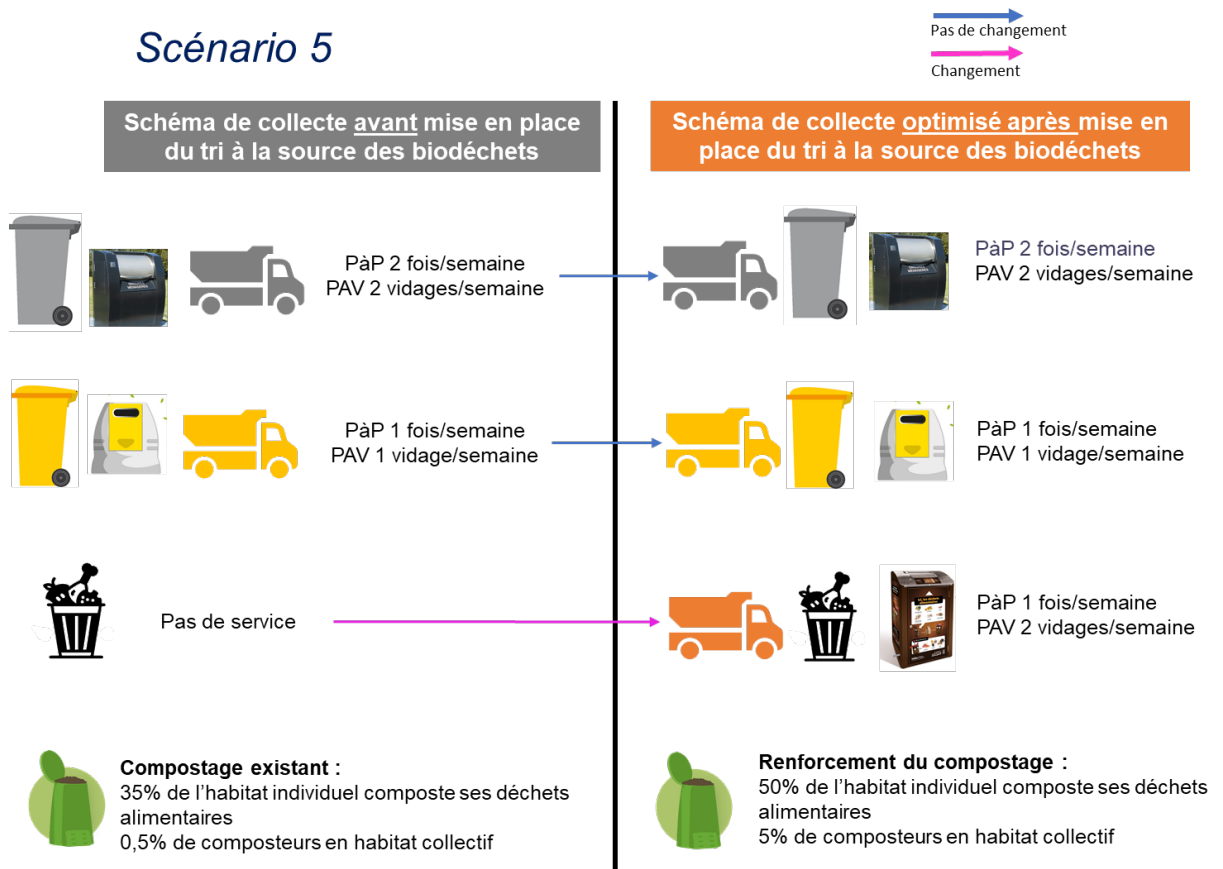 Scénario 5
Pas de changement
Changement
Schéma de collecte avant mise en place
du tri à la source des biodéchets
Schéma de collecte optimisé après mise en
place du tri à la source des biodéchets
PàP 2 fois/semaine
PAV 2 vidages/semaine
PàP 2 fois/semaine
PAV 2 vidages/semaine
PàP 1 fois/semaine
PAV 1 vidage/semaine
PàP 1 fois/semaine
PAV 1 vidage/semaine
Pas de service
PàP 1 fois/semaine
PAV 2 vidages/semaine
Compostage existant :
35% de l’habitat individuel composte ses déchets
alimentaires
0,5% de composteurs en habitat collectif
Renforcement du compostage :
50% de l’habitat individuel composte ses déchets
alimentaires
5% de composteurs en habitat collectif